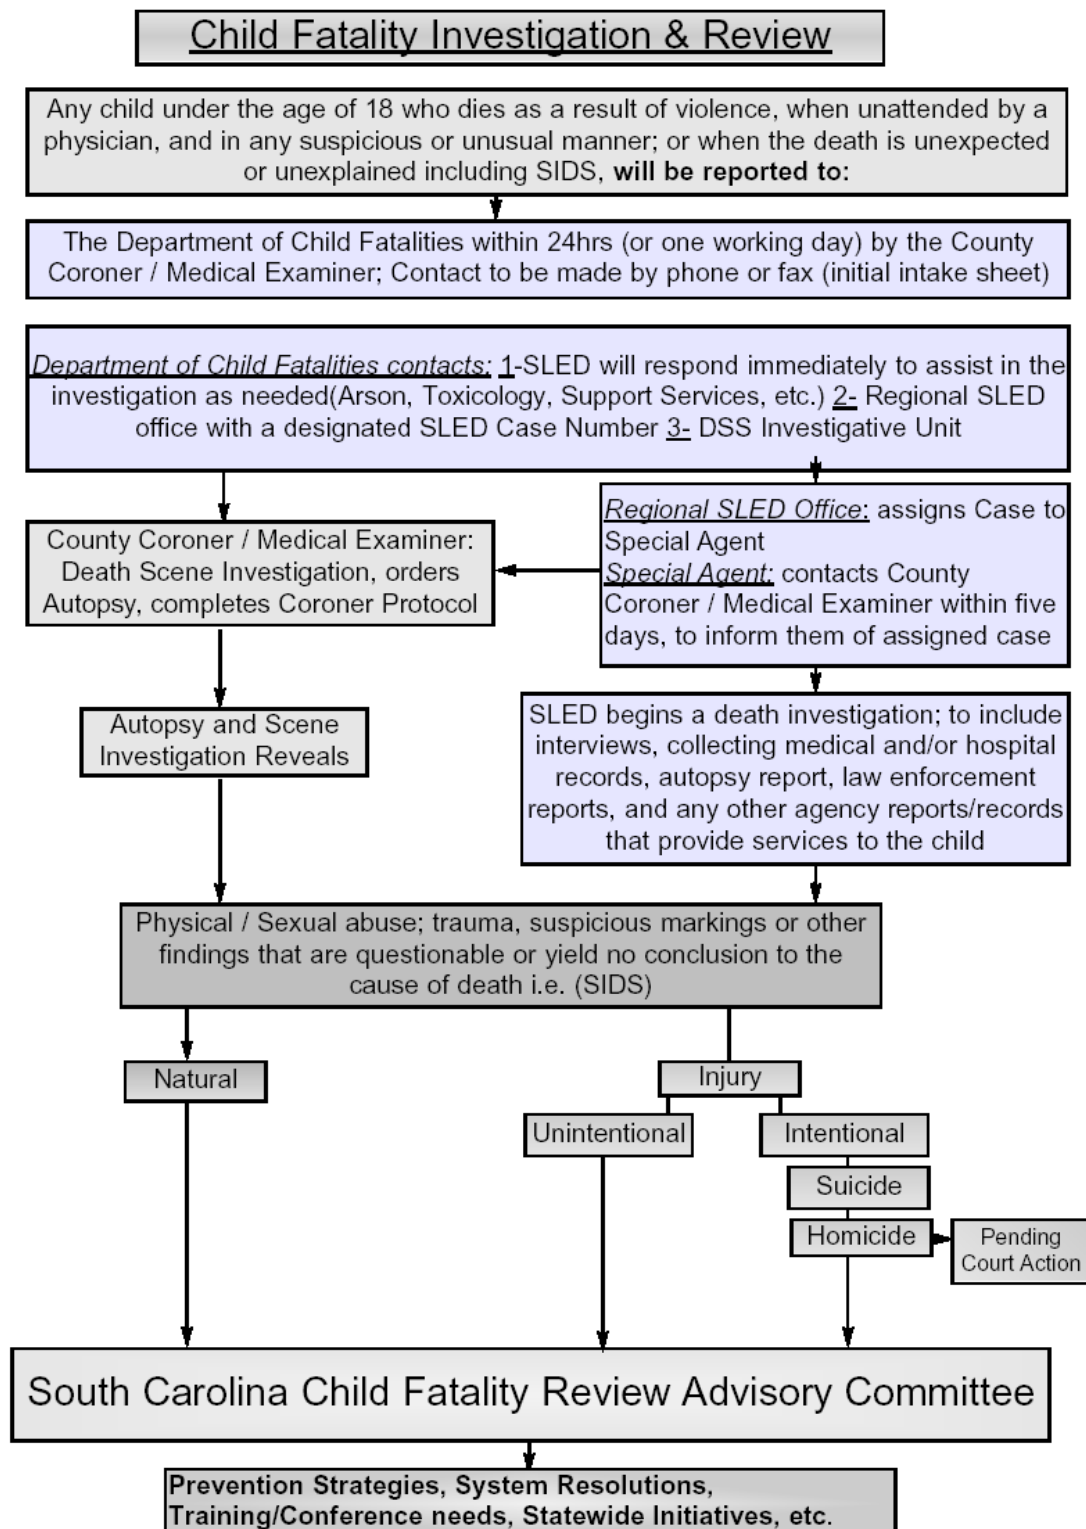 Child Fatality Investigation & Review
Any child under the age of 18 who dies as a result of violence, when unattended by a
physician, and in any suspicious or unusual manner; or when the death is unexpected
or unexplained including SIDS, will be reported to:
The Department of Child Fatalities within 24hrs (or one working day) by the County
Coroner / Medical Examiner; Contact to be made by phone or fax (initial intake sheet)
Department of Child Fatalities contacts: 1-SLED will respond immediately to assist in the
investigation as needed(Arson, Toxicology, Support Services, etc.) 2- Regional SLED
office with a designated SLED Case Number 3- DSS Investigative Unit
County Coroner / Medical Examiner:
Death Scene Investigation, orders
Autopsy, completes Coroner Protocol
Regional SLED Office: assigns Case to
Special Agent
Special Agent: contacts County
Coroner / Medical Examiner within five
days, to inform them of assigned case
Autopsy and Scene
Investigation Reveals
SLED begins a death investigation; to include
interviews, collecting medical and/or hospital
records, autopsy report, law enforcement
reports, and any other agency reports/records
that provide services to the child
Physical / Sexual abuse; trauma, suspicious markings or other
findings that are questionable or yield no conclusion to the
cause of death i.e. (SIDS)
Natural
Injury
Unintentional
Intentional
Suicide
Homicide
Pending
Court Action
South Carolina Child Fatality Review Advisory Committee
Prevention Strategies, System Resolutions,
Training/Conference needs, Statewide Initiatives, etc.